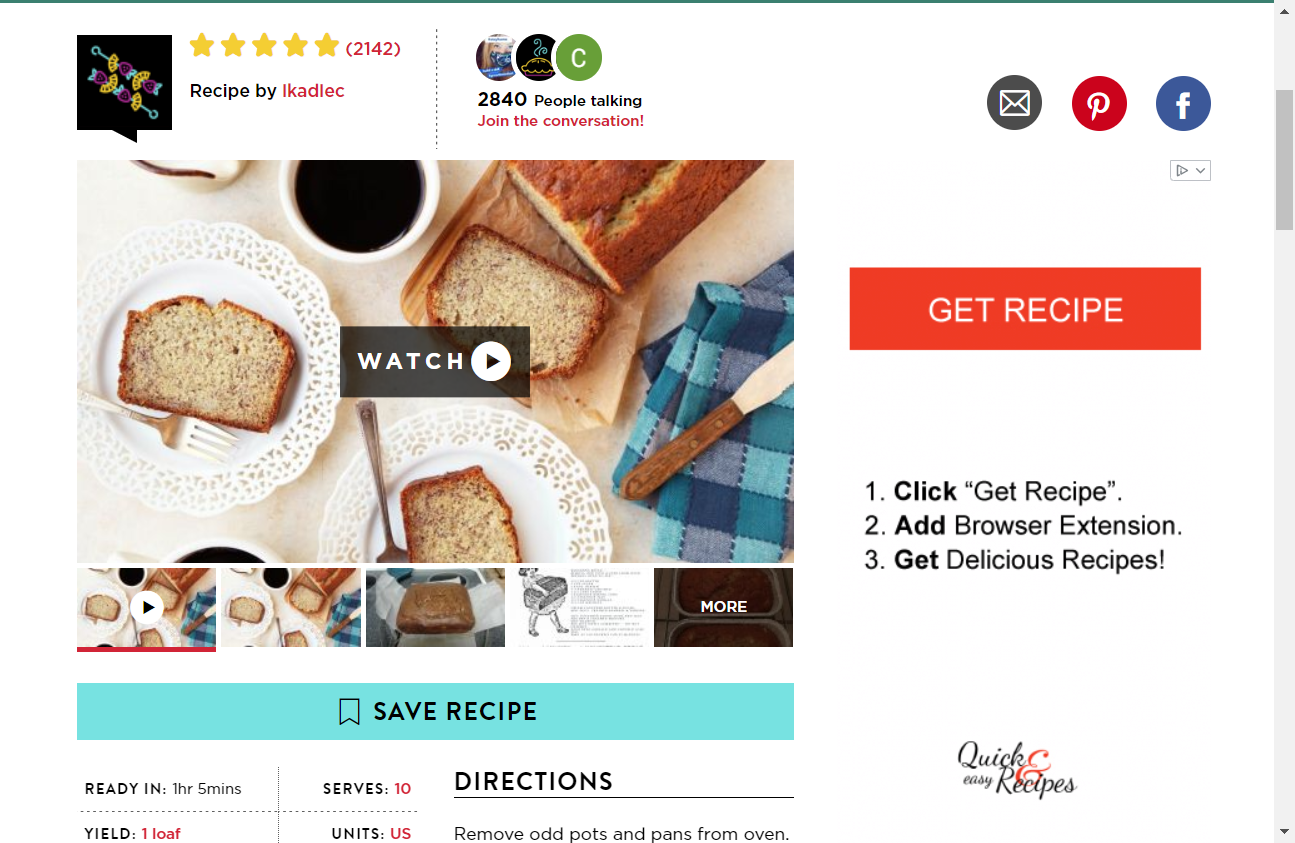 (2142)
Recipe by lkadlec
C
2840 People talking
Join the conversation!
WATCH
MORE
SAVE RECIPE
READY IN: 1hr 5mins
SERVES: 10
YIELD: 1 loaf
UNITS: US
DIRECTIONS
Remove odd pots and pans from oven.
GET RECIPE
1. Click “Get Recipe”.
2. Add Browser Extension.
3. Get Delicious Recipes!
Quick &
easy Recipes